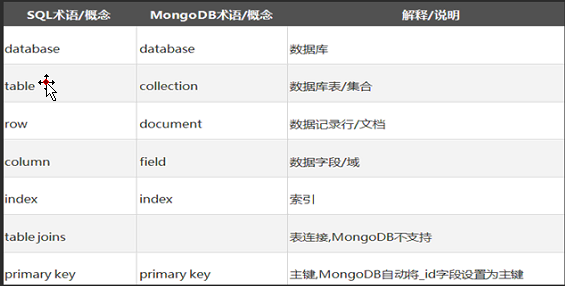 SQL术语/概念 MongoDB术语/概念 解释/说明
database database 数据库
table collection 数据库表/集合
row document 数据记录行/文档
column field 数据字段/域
index index 索引
table joins 表连接,MongoDB不支持
primary key primary key 主键,MongoDB自动将_id字段设置为主键